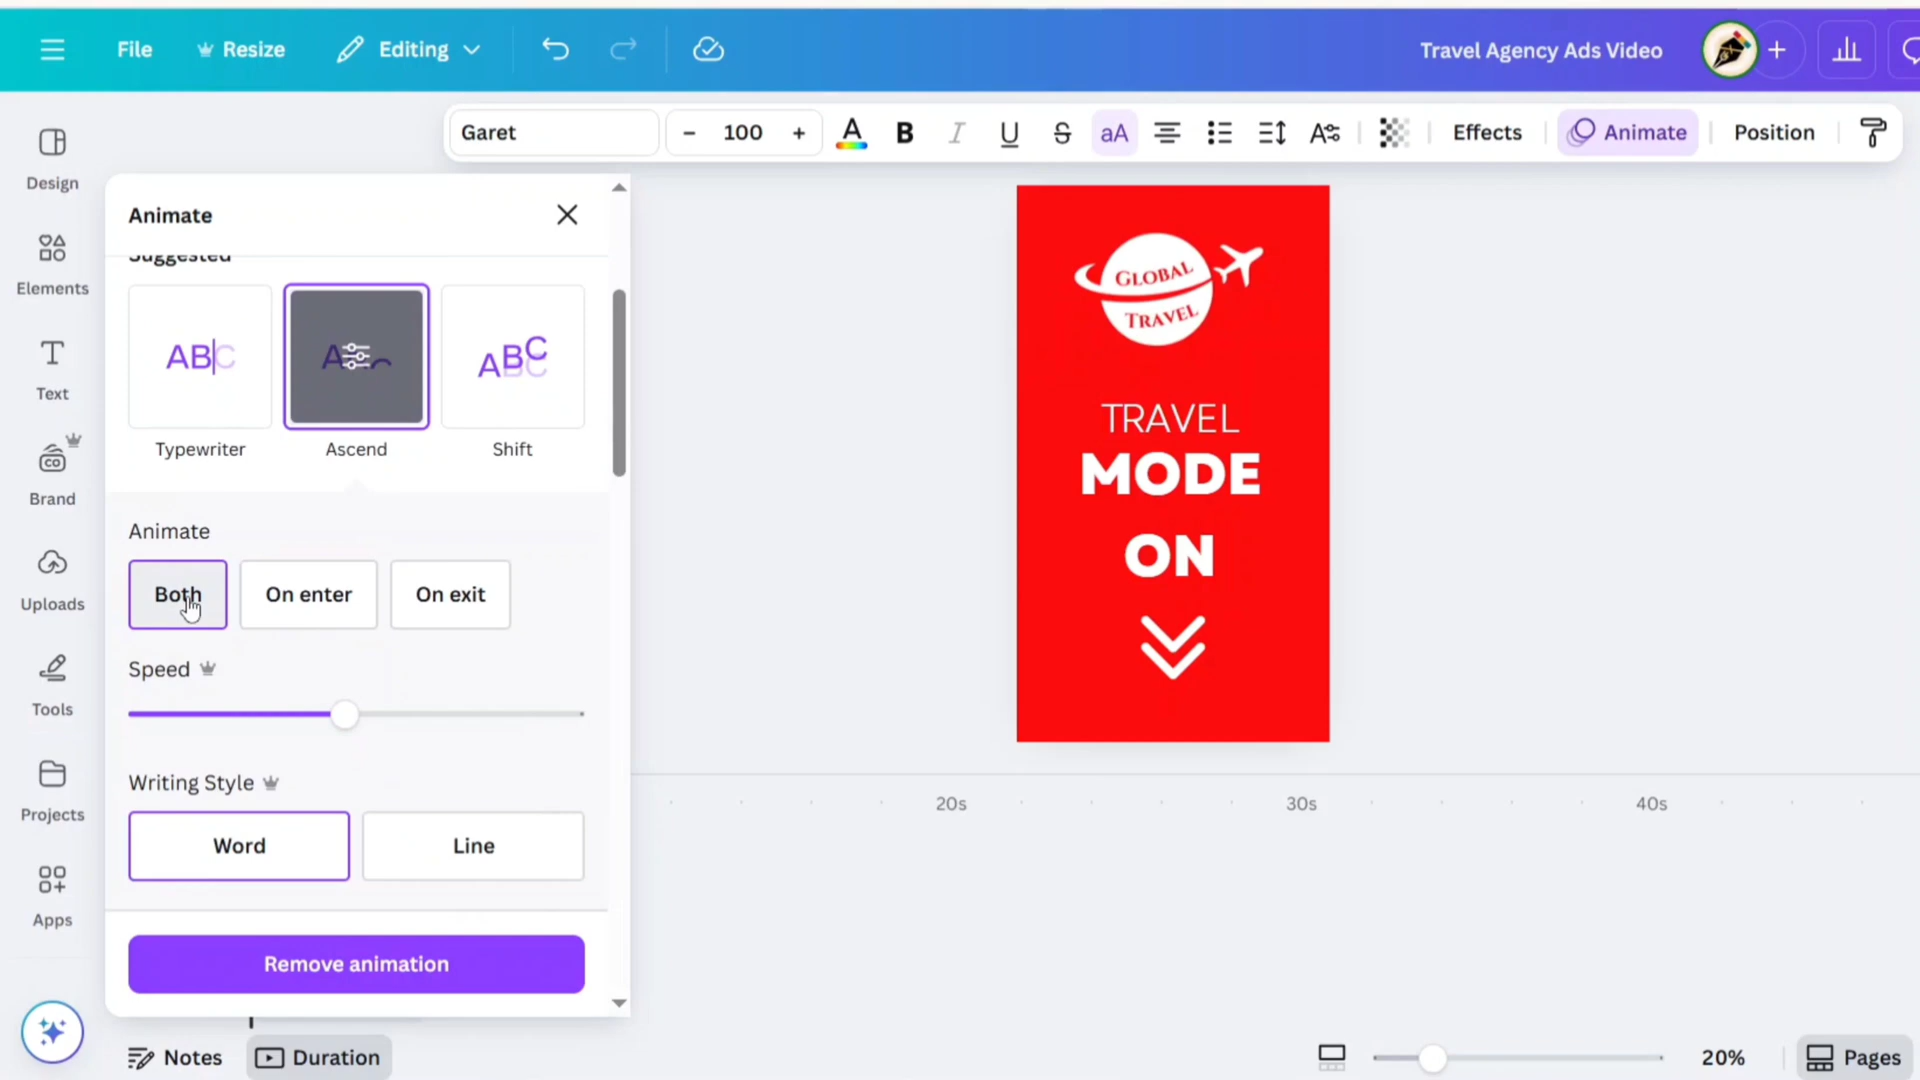 File Resize Editing Travel Agency Ads Video
Garet 100 A B I U S aA Effects Animate Position
Design
Elements
Text
Brand
Uploads
Tools
Projects
Apps
Animate
Suggested
ABC ABC
Typewriter Ascend Shift
Animate
Both On enter On exit
Speed
Writing Style
Word Line
Remove animation
GLOBAL
TRAVEL
TRAVEL
MODE
ON
20s 30s 40s
Notes Duration 20% Pages